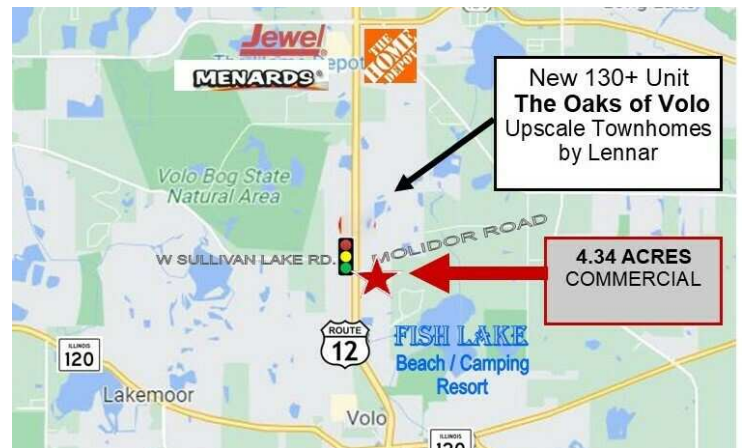 Jewel
THE
HOME
DEPOT
MENARDS®
New 130+ Unit
The Oaks of Volo
Upscale Townhomes
by Lennar
Volo Bog State
Natural Area
W SULLIVAN LAKE RD.
MOLIDOR ROAD
4.34 ACRES
COMMERCIAL
ROUTE
12
FISH LAKE
Beach / Camping
Resort
ILLINOIS
120
Lakemoor
Volo
ILLINOIS
120